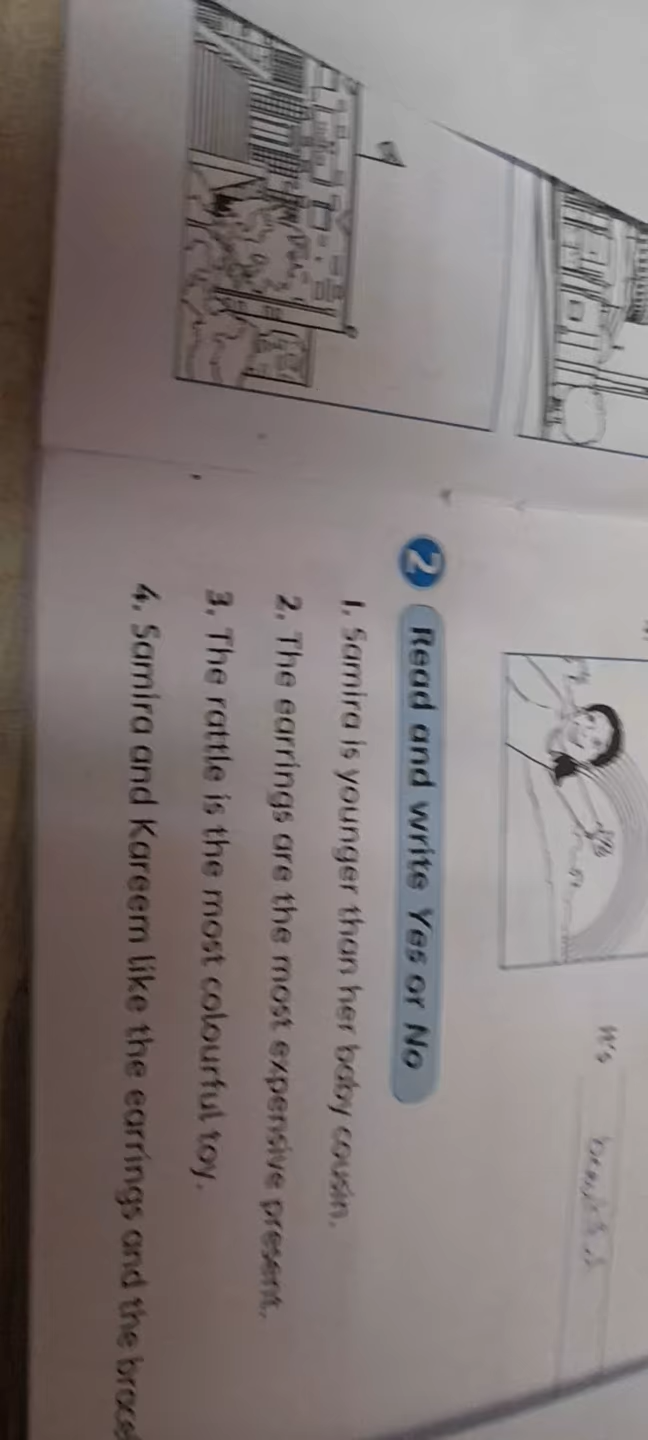 It's
2 Read and write Yes or No
1. Samira is younger than her baby cousin.
2. The earrings are the most expensive present.
3. The rattle is the most colourful toy.
4. Samira and Kareem like the earrings and the